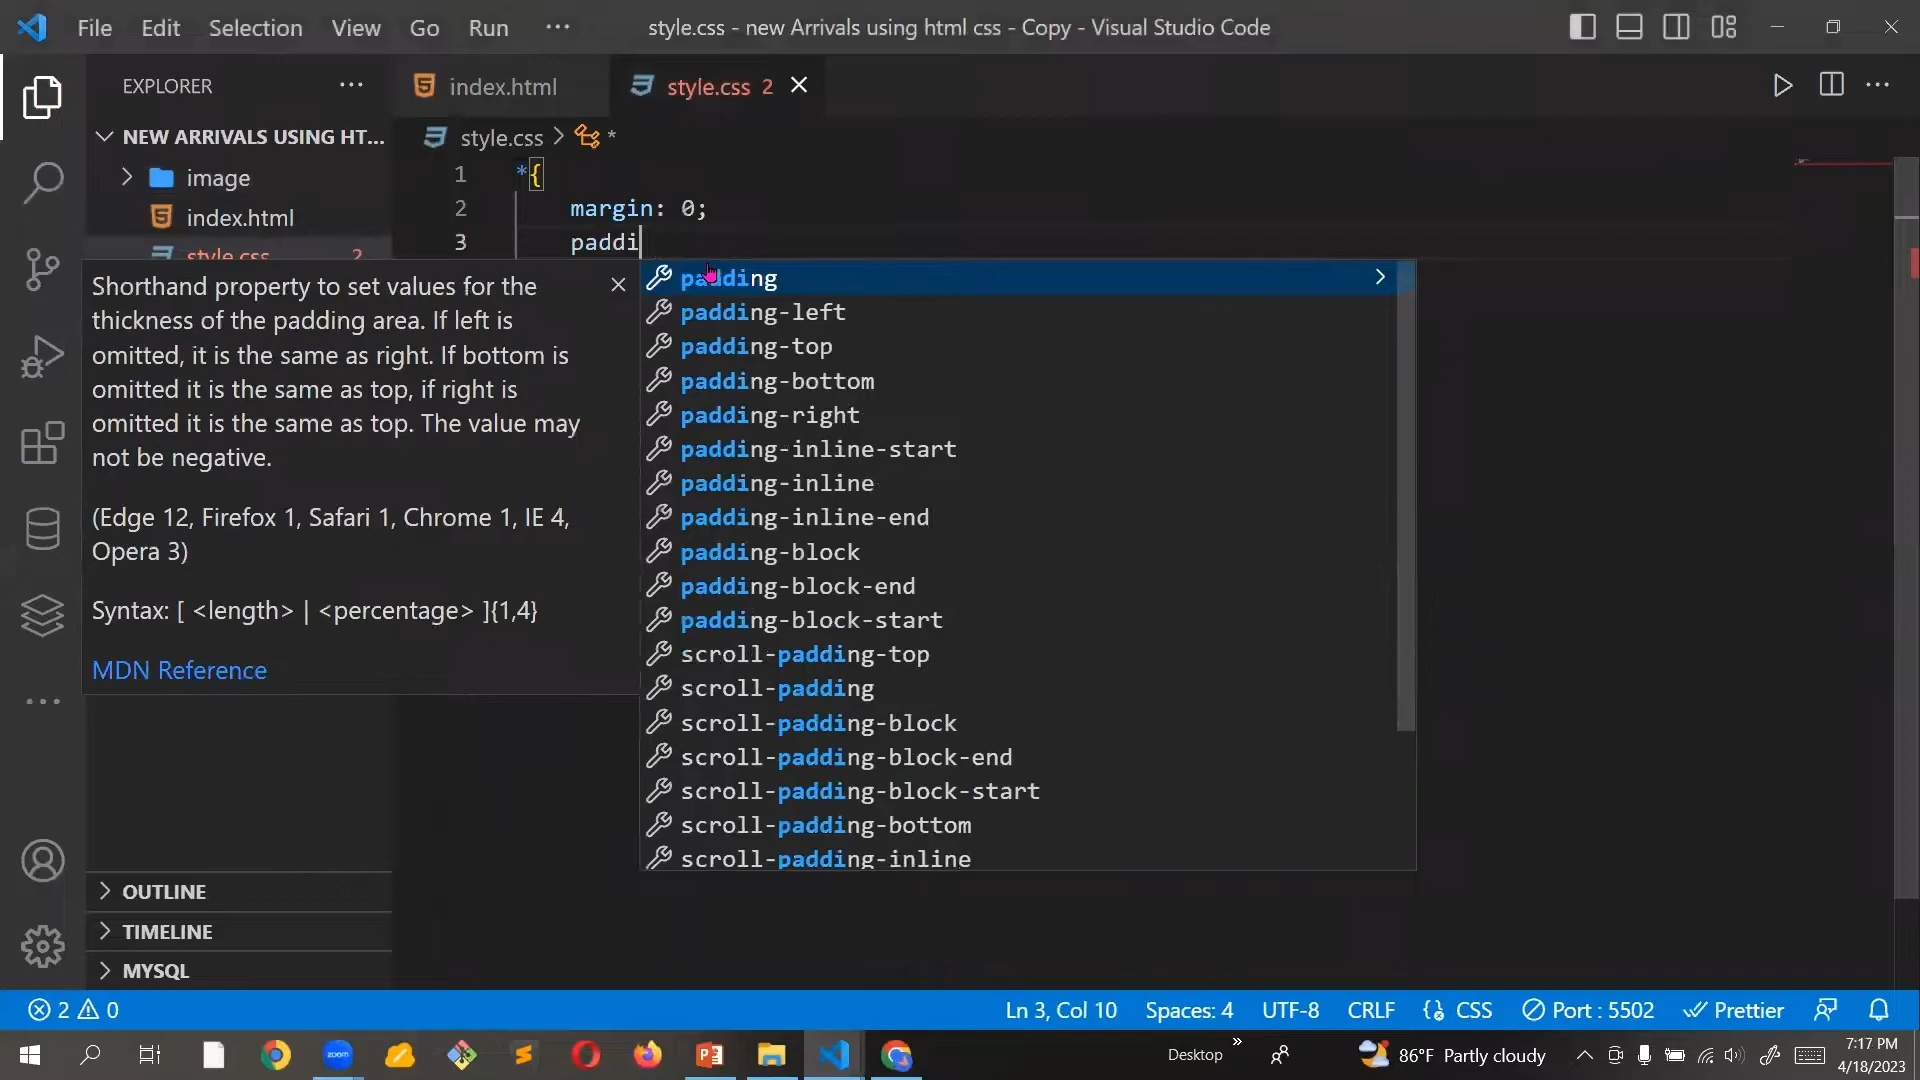 File Edit Selection View Go Run ···
style.css - new Arrivals using html css - Copy - Visual Studio Code
EXPLORER ···
index.html
style.css 2
NEW ARRIVALS USING HT...
style.css > *
image
index.html
style.css 2
1 *{
2 margin: 0;
3 paddi
Shorthand property to set values for the
thickness of the padding area. If left is
omitted, it is the same as right. If bottom is
omitted it is the same as top, if right is
omitted it is the same as top. The value may
not be negative.
(Edge 12, Firefox 1, Safari 1, Chrome 1, IE 4,
Opera 3)
Syntax: [ <length> | <percentage> ]{1,4}
MDN Reference
padding
padding-left
padding-top
padding-bottom
padding-right
padding-inline-start
padding-inline
padding-inline-end
padding-block
padding-block-end
padding-block-start
scroll-padding-top
scroll-padding
scroll-padding-block
scroll-padding-block-end
scroll-padding-block-start
scroll-padding-bottom
scroll-padding-inline
OUTLINE
TIMELINE
MYSQL
2 0
Ln 3, Col 10 Spaces: 4 UTF-8 CRLF {} CSS Port : 5502 Prettier
zoom
Desktop
86°F Partly cloudy
7:17 PM
4/18/2023